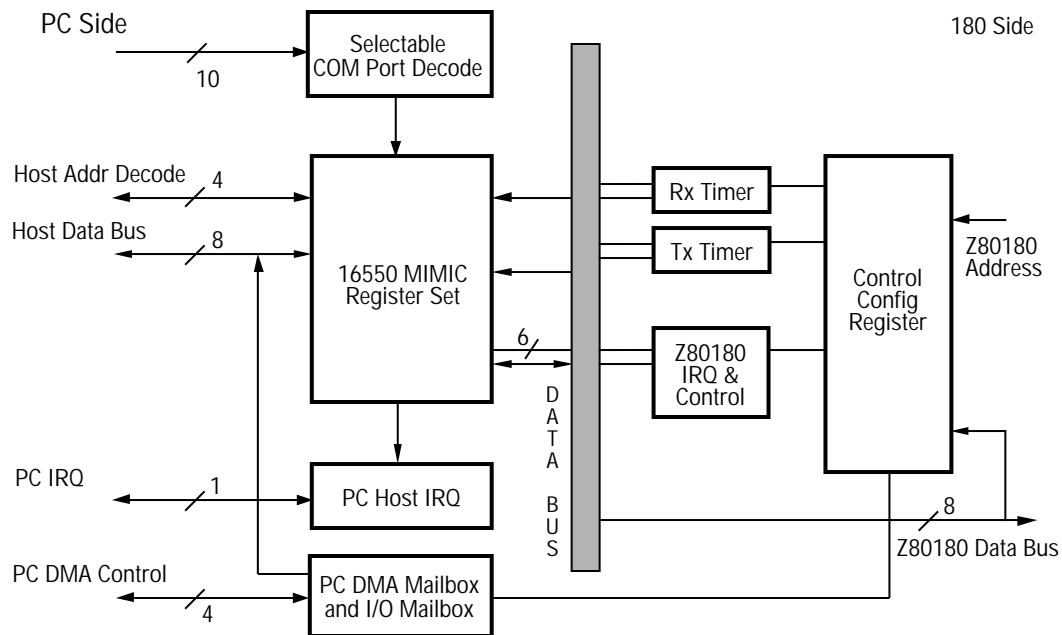 PC Side
Selectable
COM Port Decode
180 Side
10
Host Addr Decode
4
Host Data Bus
8
16550 MIMIC
Register Set
Rx Timer
Tx Timer
Z80180
Address
Control
Config
Register
6
Z80180
IRQ &
Control
DATA BUS
PC IRQ
1
PC Host IRQ
8
Z80180 Data Bus
PC DMA Control
4
PC DMA Mailbox
and I/O Mailbox